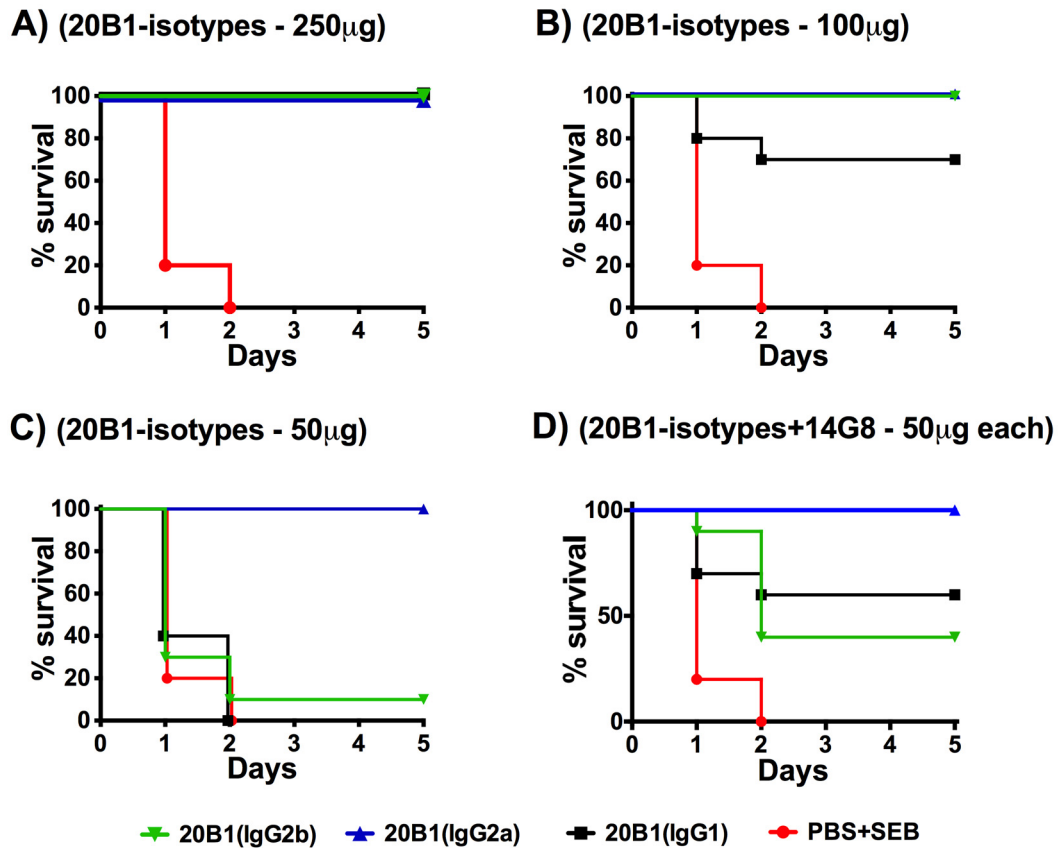 A) (20B1-isotypes - 250μg)
B) (20B1-isotypes - 100μg)
% survival
100
80
60
40
20
0
0 1 2 3 4 5
Days
% survival
100
80
60
40
20
0
0 1 2 3 4 5
Days
C) (20B1-isotypes - 50μg)
D) (20B1-isotypes+14G8 - 50μg each)
% survival
100
80
60
40
20
0
0 1 2 3 4 5
Days
% survival
100
50
0
0 1 2 3 4 5
Days
20B1(IgG2b) 20B1(IgG2a) 20B1(IgG1) PBS+SEB